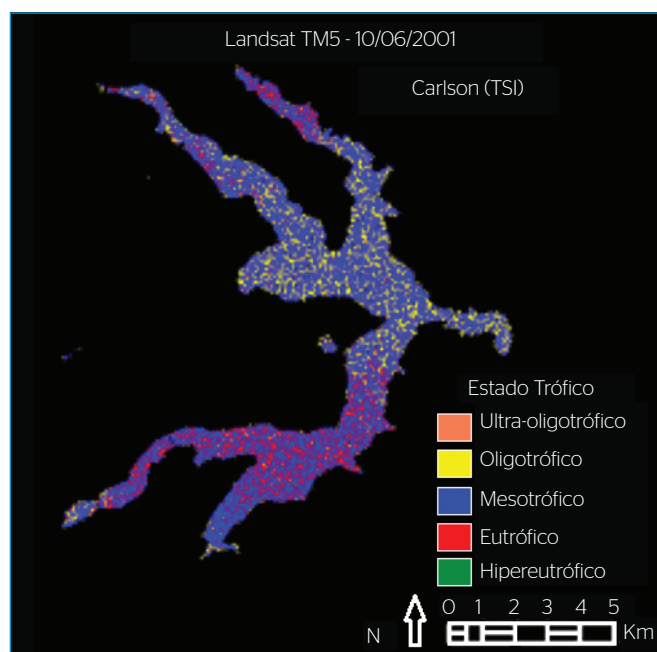 Landsat TM5 - 10/06/2001
Carlson (TSI)
Estado Trófico
Ultra-oligotrófico
Oligotrófico
Mesotrófico
Eutrófico
Hipereutrófico
N
0 1 2 3 4 5
Km